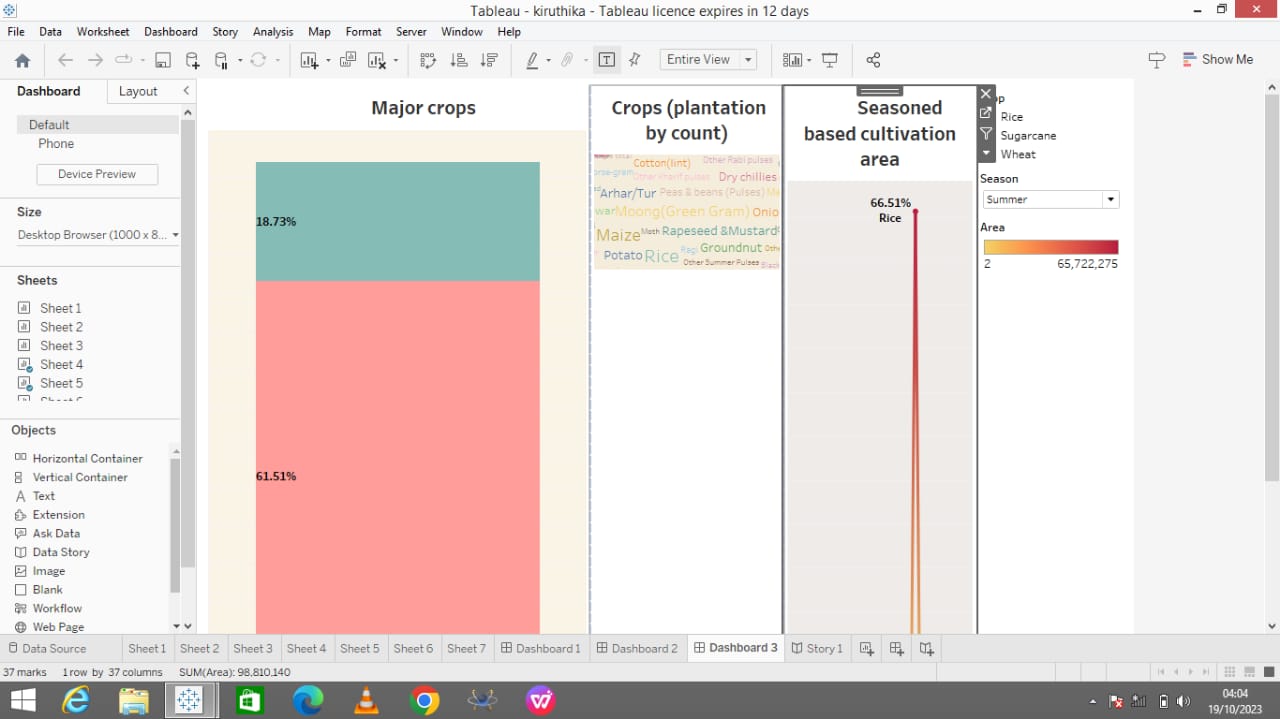 Tableau - kiruthika - Tableau licence expires in 12 days
File Data Worksheet Dashboard Story Analysis Map Format Server Window Help
Entire View
Show Me
Dashboard Layout
Default
Phone
Device Preview
Size
Desktop Browser (1000 x 8...
Sheets
Sheet 1
Sheet 2
Sheet 3
Sheet 4
Sheet 5
Objects
Horizontal Container
Vertical Container
Text
Extension
Ask Data
Data Story
Image
Blank
Workflow
Web Page
Major crops
18.73%
61.51%
Crops (plantation
by count)
Cotton(lint) Other Rabi pulses
Other Kharif pulses Dry chillies
Arhar/Tur Peas & beans (Pulses)
Moong(Green Gram) Onio
Maize Moth Rapeseed &Mustard
Ragi Groundnut
Potato Rice Other Summer Pulses
Seasoned
based cultivation
area
66.51%
Rice
Rice
Sugarcane
Wheat
Season
Summer
Area
2 65,722,275
Data Source Sheet 1 Sheet 2 Sheet 3 Sheet 4 Sheet 5 Sheet 6 Sheet 7 Dashboard 1 Dashboard 2 Dashboard 3 Story 1
37 marks 1 row by 37 columns SUM(Area): 98,810,140
04:04
19/10/2023